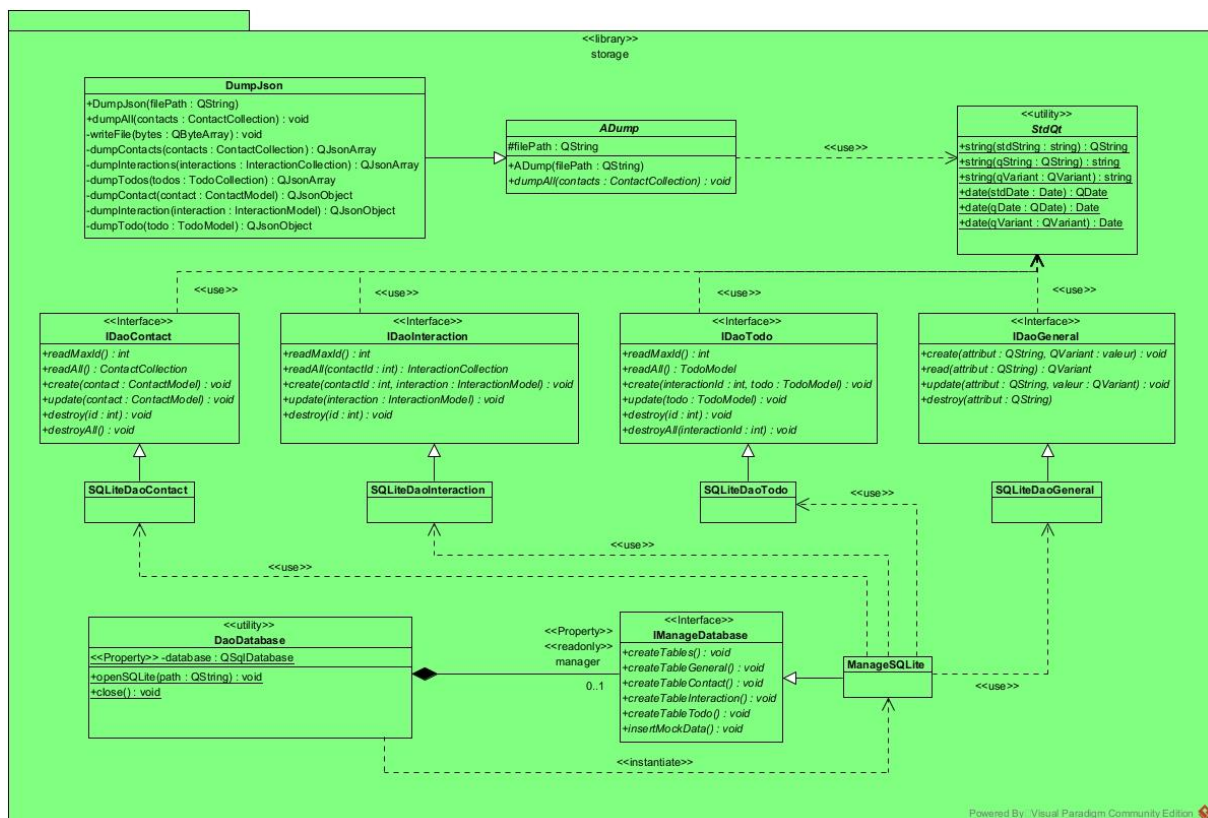 <<library>>
storage
DumpJson
+DumpJson(filePath : QString)
+dumpAll(contacts : ContactCollection) : void
-writeFile(bytes : QByteArray) : void
-dumpContacts(contacts : ContactCollection) : QJsonArray
-dumpInteractions(interactions : InteractionCollection) : QJsonArray
-dumpTodos(todos : TodoCollection) : QJsonArray
-dumpContact(contact : ContactModel) : QJsonObject
-dumpInteraction(interaction : InteractionModel) : QJsonObject
-dumpTodo(todo : TodoModel) : QJsonObject
ADump
#filePath : QString
+ADump(filePath : QString)
+dumpAll(contacts : ContactCollection) : void
<<use>>
<<utility>>
StdQt
+string(stdString : string) : QString
+string(qString : QString) : string
+string(qVariant : QVariant) : string
+date(stdDate : Date) : QDate
+date(qDate : QDate) : Date
+date(qVariant : QVariant) : Date
<<use>>
<<use>>
<<use>>
<<use>>
<<Interface>>
IDaoContact
+readMaxId() : int
+readAll() : ContactCollection
+create(contact : ContactModel) : void
+update(contact : ContactModel) : void
+destroy(id : int) : void
+destroyAll() : void
<<Interface>>
IDaoInteraction
+readMaxId() : int
+readAll(contactId : int) : InteractionCollection
+create(contactId : int, interaction : InteractionModel) : void
+update(interaction : InteractionModel) : void
+destroy(id : int) : void
<<Interface>>
IDaoTodo
+readMaxId() : int
+readAll() : TodoModel
+create(interactionId : int, todo : TodoModel) : void
+update(todo : TodoModel) : void
+destroy(id : int) : void
+destroyAll(interactionId : int) : void
<<Interface>>
IDaoGeneral
+create(attribut : QString, QVariant : valeur) : void
+read(attribut : QString) : QVariant
+update(attribut : QString, valeur : QVariant) : void
+destroy(attribut : QString)
SQLiteDaoContact
SQLiteDaoInteraction
SQLiteDaoTodo
<<use>>
SQLiteDaoGeneral
<<use>>
<<use>>
<<utility>>
DaoDatabase
<<Property>> -database : QSqlDatabase
+openSQLite(path : QString) : void
+close() : void
<<Property>>
<<readonly>>
manager
0..1
<<Interface>>
IManageDatabase
+createTables() : void
+createTableGeneral() : void
+createTableContact() : void
+createTableInteraction() : void
+createTableTodo() : void
+insertMockData() : void
ManageSQLite
<<use>>
<<instantiate>>
Powered By Visual Paradigm Community Edition